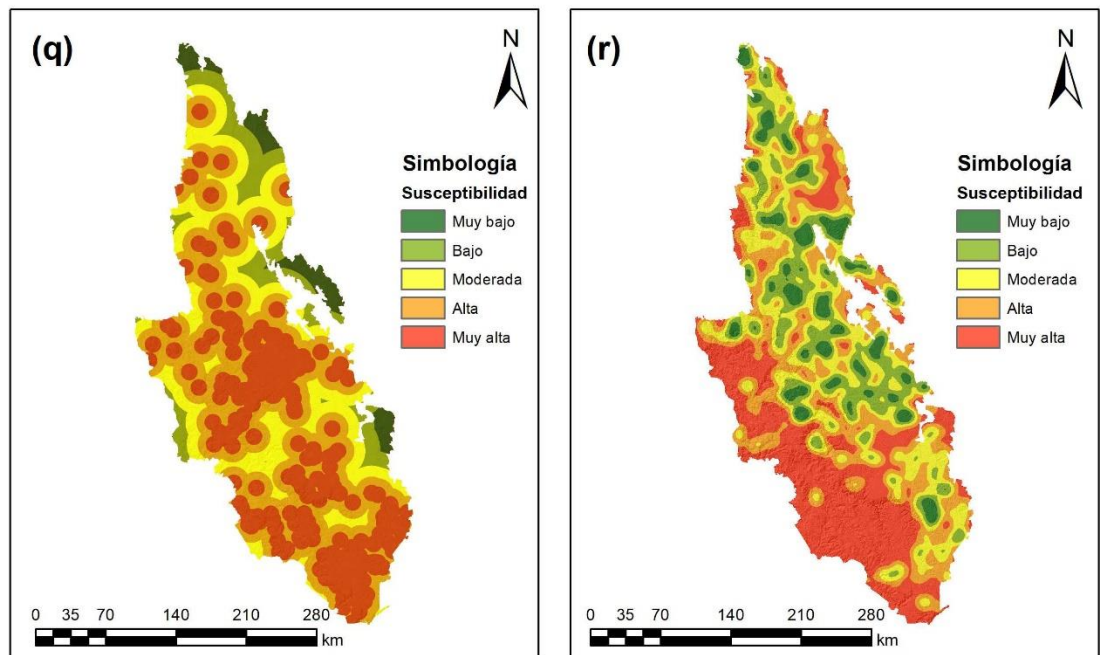 (q)
N
Simbología
Susceptibilidad
Muy bajo
Bajo
Moderada
Alta
Muy alta
0 35 70 140 210 280
km
(r)
N
Simbología
Susceptibilidad
Muy bajo
Bajo
Moderada
Alta
Muy alta
0 35 70 140 210 280
km